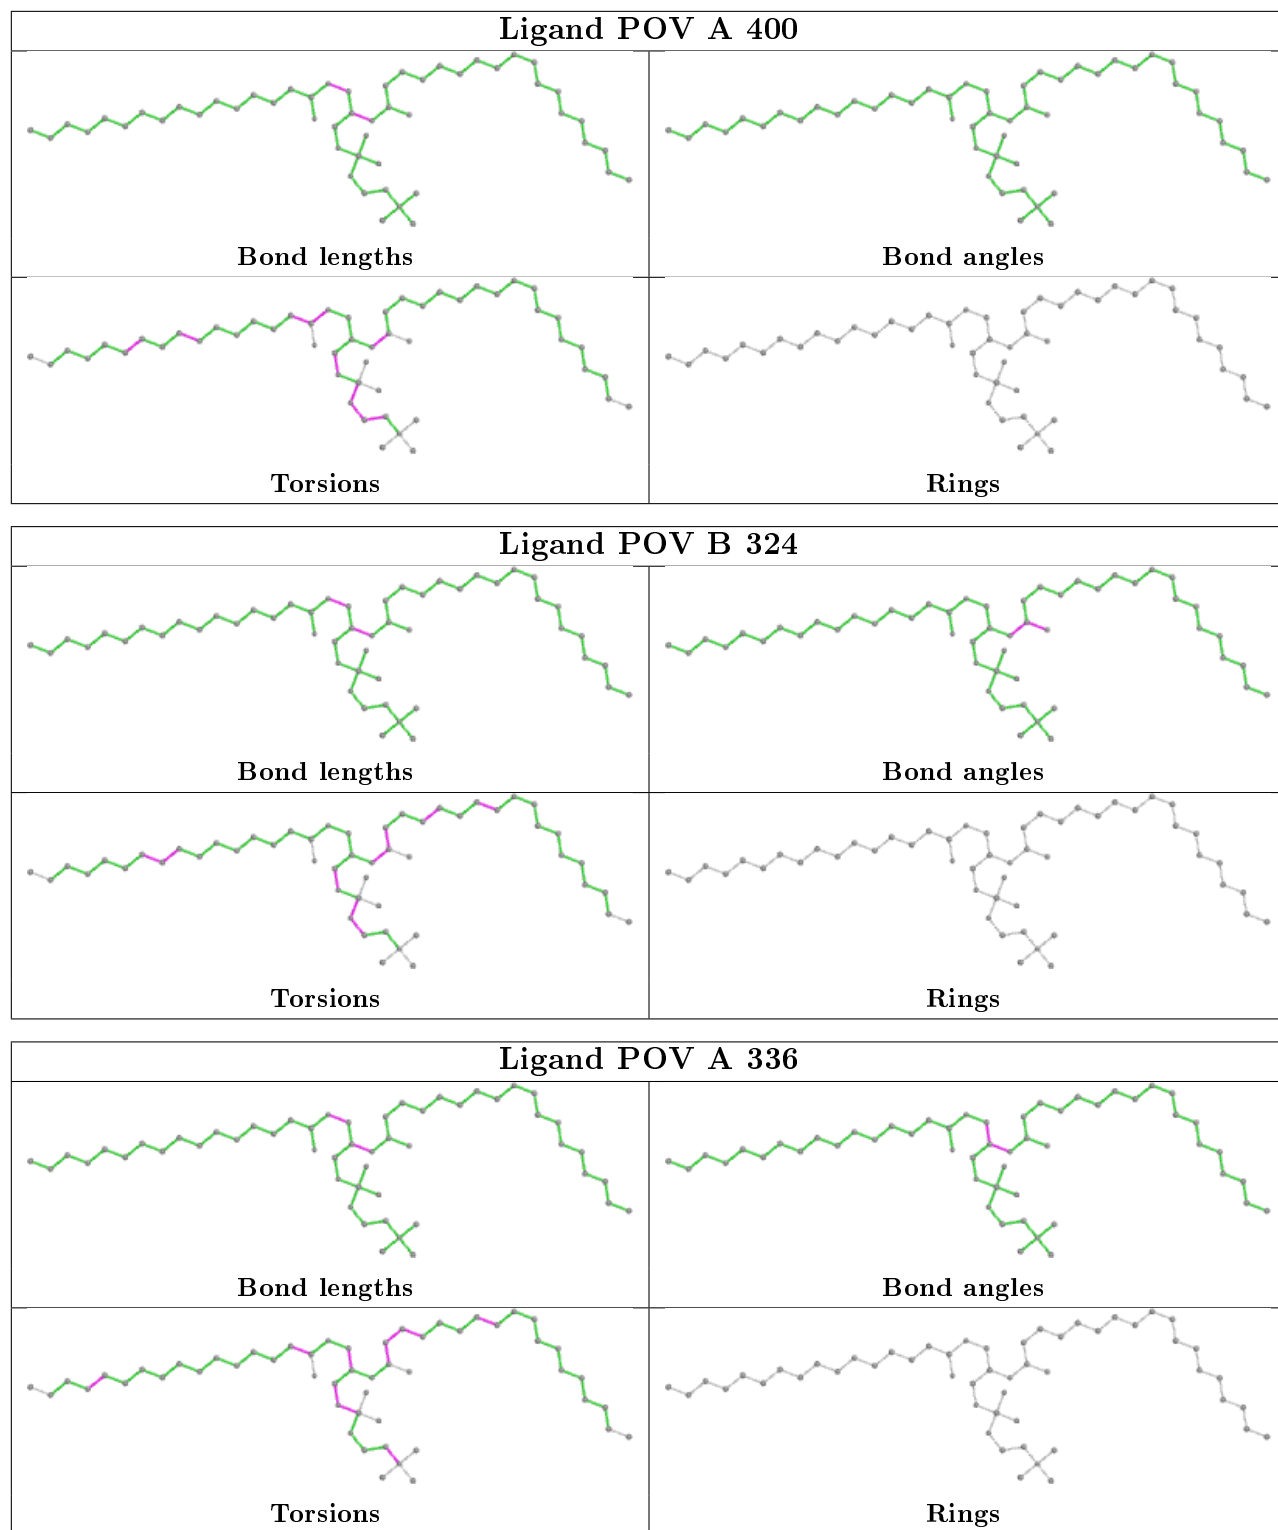 Ligand POV A 400
Bond lengths
Bond angles
Torsions
Rings
Ligand POV B 324
Bond lengths
Bond angles
Torsions
Rings
Ligand POV A 336
Bond lengths
Bond angles
Torsions
Rings